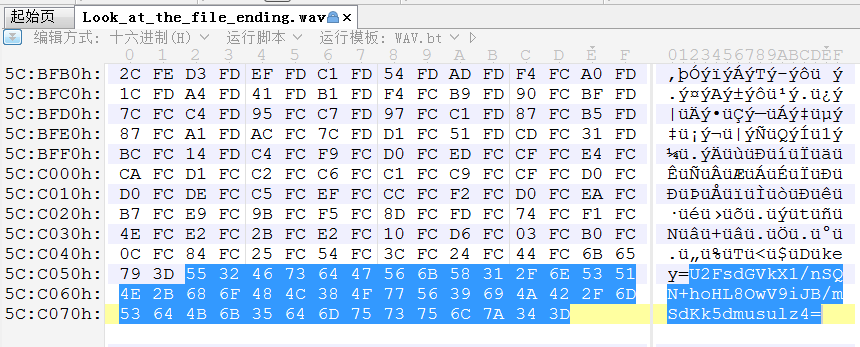 起始页 Look_at_the_file_ending.wav ×
编辑方式: 十六进制(H) 运行脚本 运行模板: WAV.bt
0 1 2 3 4 5 6 7 8 9 A B C D E F 0123456789ABCDEF
5C:BFB0h: 2C FE D3 FD EF FD C1 FD 54 FD AD FD F4 FC A0 FD ,þÓýïýÁýTý-ýôü ý
5C:BFC0h: 1C FD A4 FD 41 FD B1 FD F4 FC B9 FD 90 FC BF FD .ý¤ýAý±ýôü¹ý.ü¿ý
5C:BFD0h: 7C FC C4 FD 95 FC C7 FD 97 FC C1 FD 87 FC B5 FD |üÄý•üÇý—üÁý‡üµý
5C:BFE0h: 87 FC A1 FD AC FC 7C FD D1 FC 51 FD CD FC 31 FD ‡ü¡ý¬ü|ýÑüQýÍü1ý
5C:BFF0h: BC FC 14 FD C4 FC F9 FC D0 FC ED FC CF FC E4 FC ¼ü.ýÄüùüÐüíüÏüäü
5C:C000h: CA FC D1 FC C2 FC C6 FC C1 FC C9 FC CF FC D0 FC ÊüÑüÂüÆüÁüÉüÏüÐü
5C:C010h: D0 FC DE FC C5 FC EF FC CC FC F2 FC D0 FC EA FC ÐüÞüÅüïüÌüòüÐüêü
5C:C020h: B7 FC E9 FC 9B FC F5 FC 8D FC FD FC 74 FC F1 FC ·üéü›üõü.üýütüñü
5C:C030h: 4E FC E2 FC 2B FC E2 FC 10 FC D6 FC 03 FC B0 FC Nüâü+üâü.üÖü.ü°ü
5C:C040h: 0C FC 84 FC 25 FC 54 FC 3C FC 24 FC 44 FC 6B 65 .ü„ü%üTü<ü$üDüke
5C:C050h: 79 3D 55 32 46 73 64 47 56 6B 58 31 2F 6E 53 51 y=U2FsdGVkX1/nSQ
5C:C060h: 4E 2B 68 6F 48 4C 38 4F 77 56 39 69 4A 42 2F 6D N+hoHL8OwV9iJB/m
5C:C070h: 53 64 4B 6B 35 64 6D 75 73 75 6C 7A 34 3D SdKk5dmusulz4=